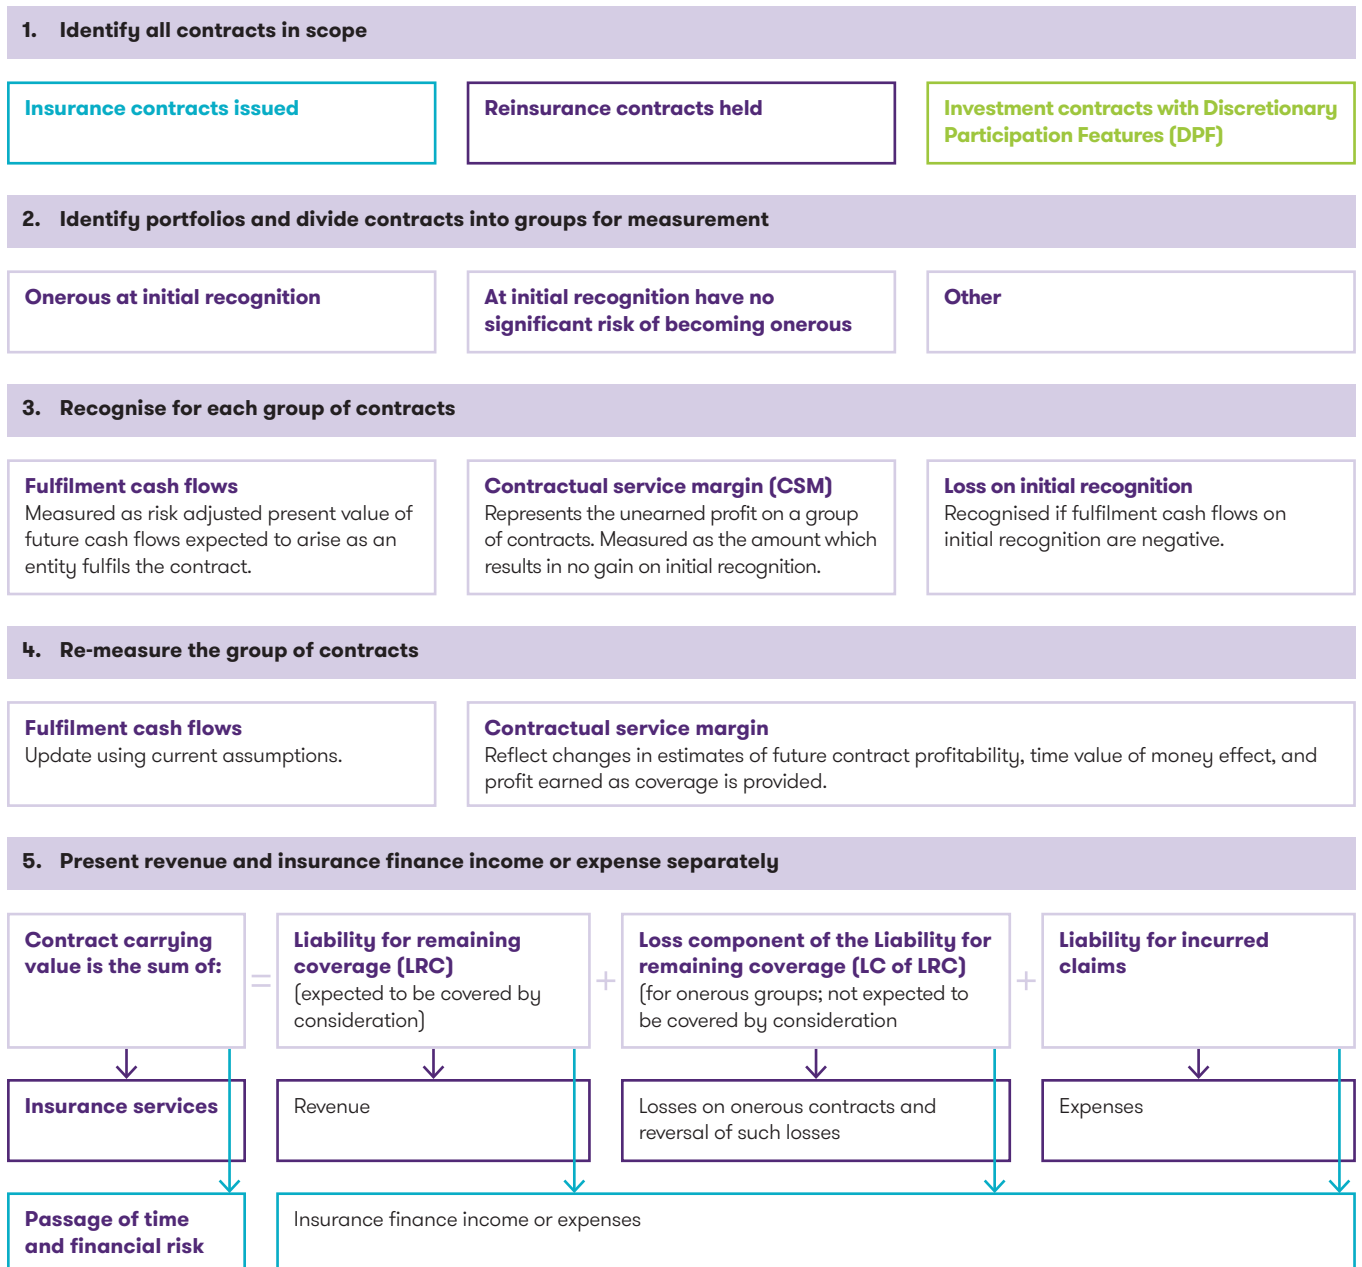 1. Identify all contracts in scope
Insurance contracts issued
Reinsurance contracts held
Investment contracts with Discretionary
Participation Features (DPF)
2. Identify portfolios and divide contracts into groups for measurement
Onerous at initial recognition
At initial recognition have no
significant risk of becoming onerous
Other
3. Recognise for each group of contracts
Fulfilment cash flows
Measured as risk adjusted present value of
future cash flows expected to arise as an
entity fulfils the contract.
Contractual service margin (CSM)
Represents the unearned profit on a group
of contracts. Measured as the amount which
results in no gain on initial recognition.
Loss on initial recognition
Recognised if fulfilment cash flows on
initial recognition are negative.
4. Re-measure the group of contracts
Fulfilment cash flows
Update using current assumptions.
Contractual service margin
Reflect changes in estimates of future contract profitability, time value of money effect, and
profit earned as coverage is provided.
5. Present revenue and insurance finance income or expense separately
Contract carrying
value is the sum of:
=
Liability for remaining
coverage (LRC)
(expected to be covered by
consideration)
+
Loss component of the Liability for
remaining coverage (LC of LRC)
(for onerous groups; not expected to
be covered by consideration
+
Liability for incurred
claims
Insurance services
Revenue
Losses on onerous contracts and
reversal of such losses
Expenses
Passage of time
and financial risk
Insurance finance income or expenses